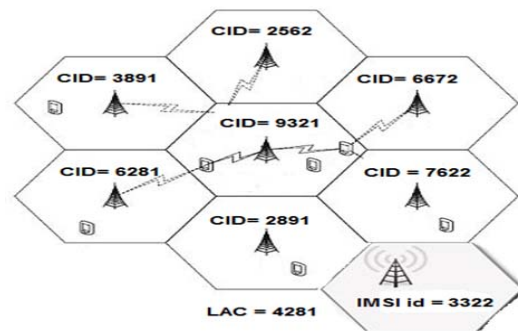 CID= 2562
CID= 3891
CID= 6672
CID= 9321
CID= 6281
CID = 7622
CID= 2891
LAC = 4281
IMSI id = 3322